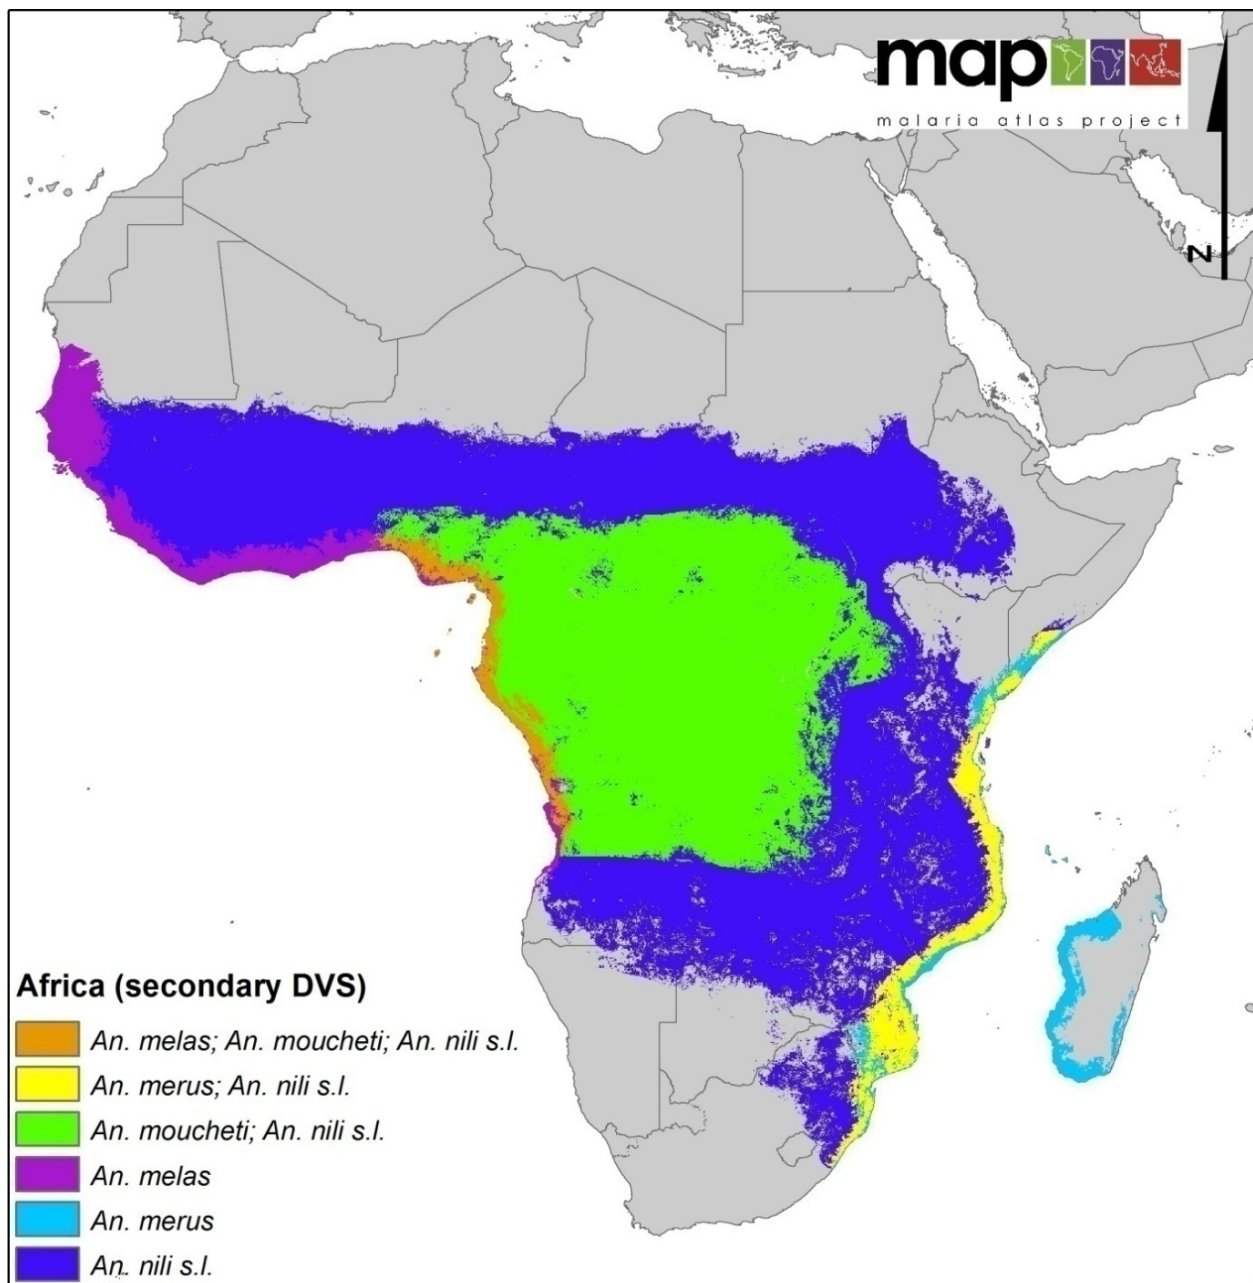 map
malaria atlas project
N
Africa (secondary DVS)
An. melas; An. moucheti; An. nili s.l.
An. merus; An. nili s.l.
An. moucheti; An. nili s.l.
An. melas
An. merus
An. nili s.l.